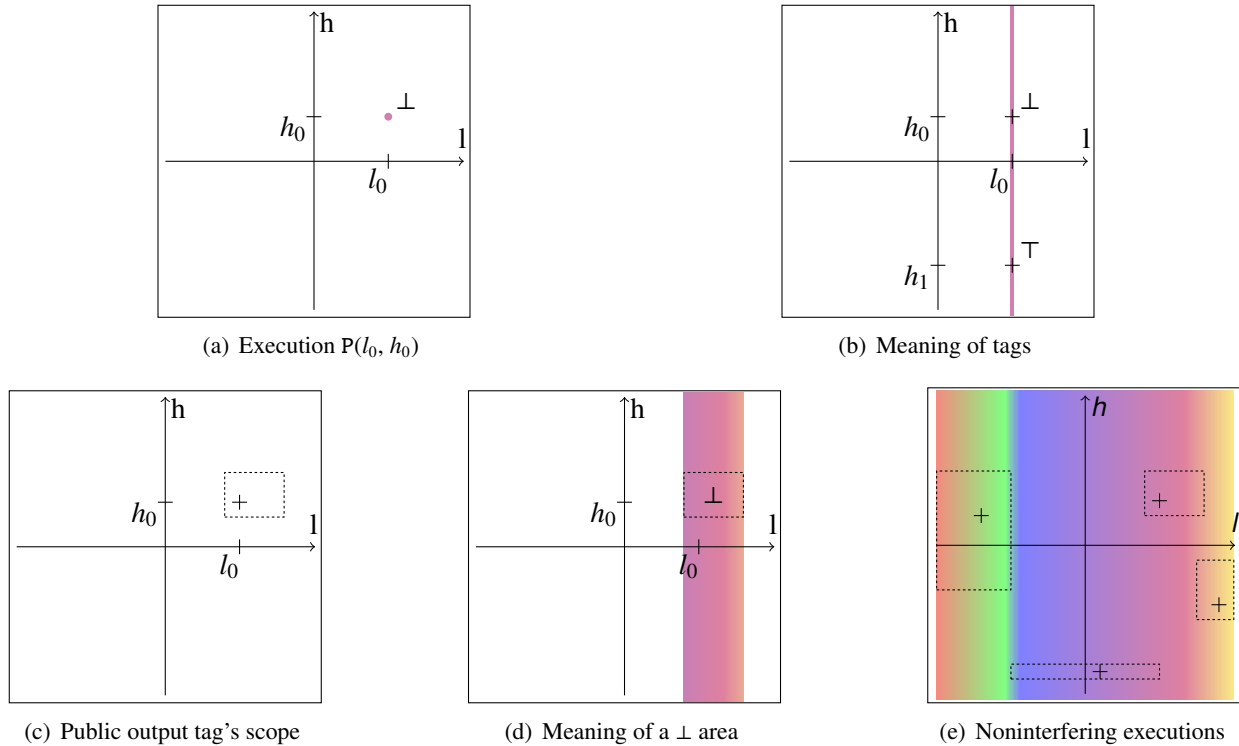 h
⊥
h₀
l
l₀
(a) Execution P(l₀, h₀)
h
⊥
h₀
l
l₀
⊤
h₁
(b) Meaning of tags
h
h₀
l
l₀
(c) Public output tag's scope
h
⊥
h₀
l
l₀
(d) Meaning of a ⊥ area
h
l
(e) Noninterfering executions